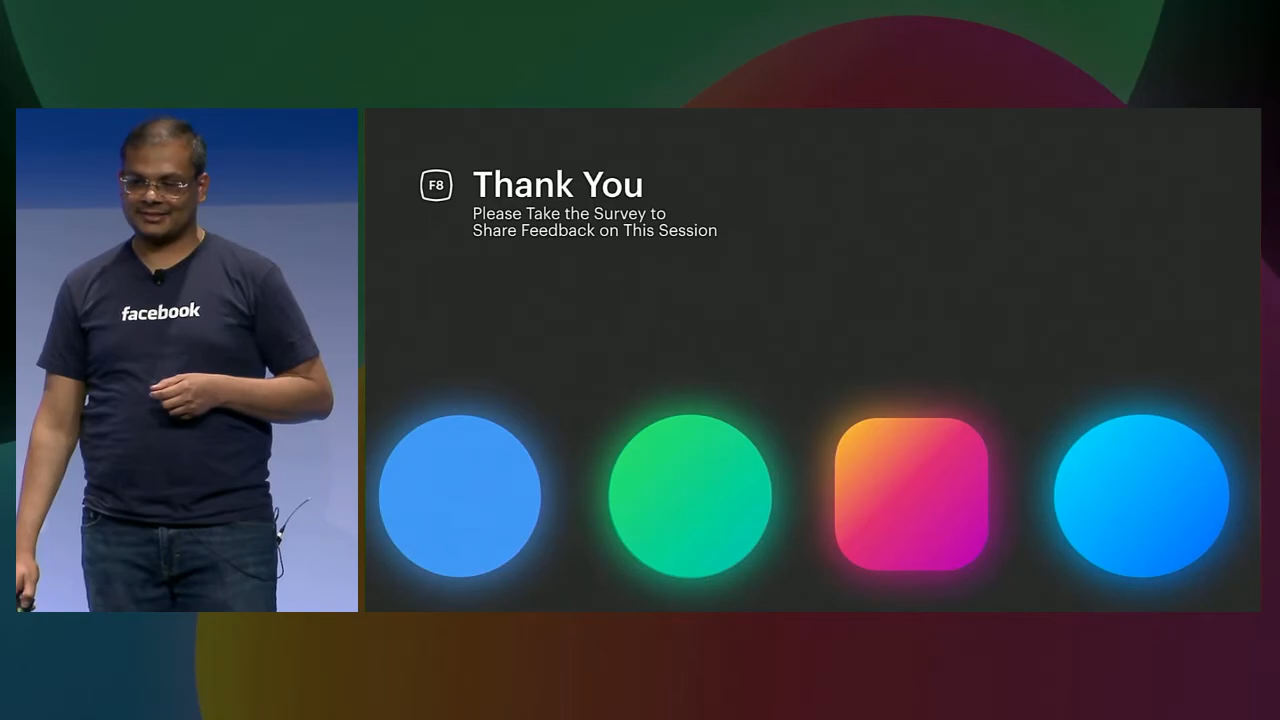 facebook
F8
Thank You
Please Take the Survey to
Share Feedback on This Session